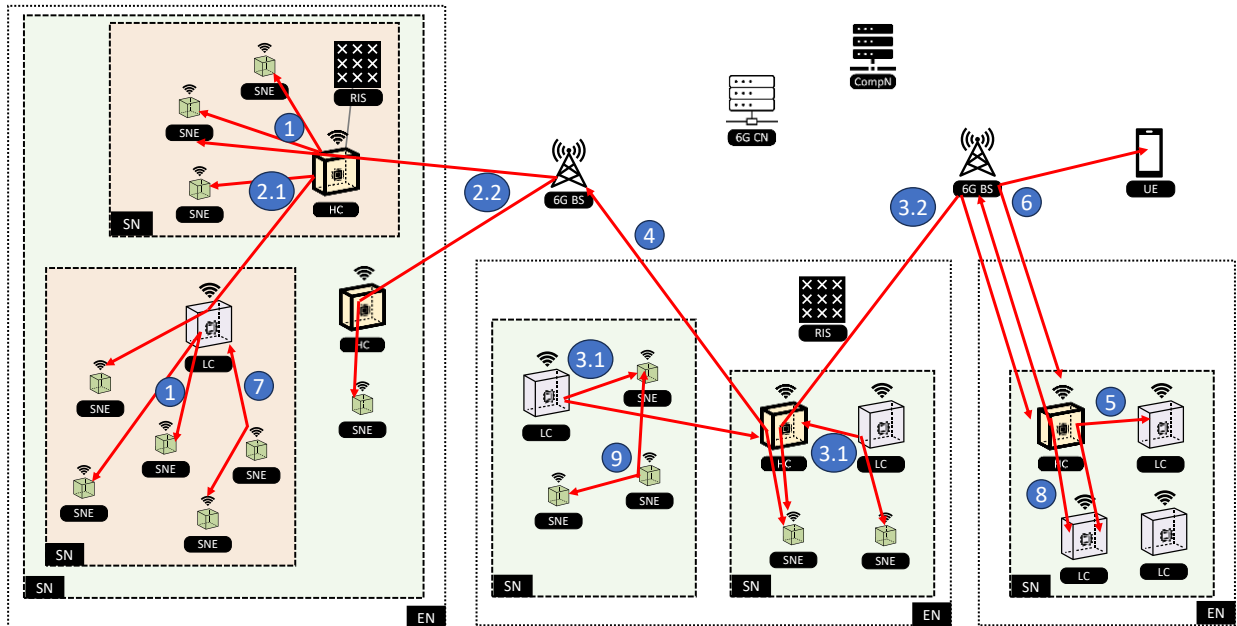 CompN
6G CN
SNE
RIS
SNE
1
SNE
2.1
HC
SN
2.2
6G BS
3.2
6G BS
6
UE
4
LC
HC
RIS
SNE
1
7
SNE
SNE
SNE
SNE
SNE
SN
SN
EN
3.1
SNE
LC
9
SNE
SNE
SN
HC
3.1
LC
SNE
SNE
SN
EN
5
HC
LC
8
LC
LC
SN
EN